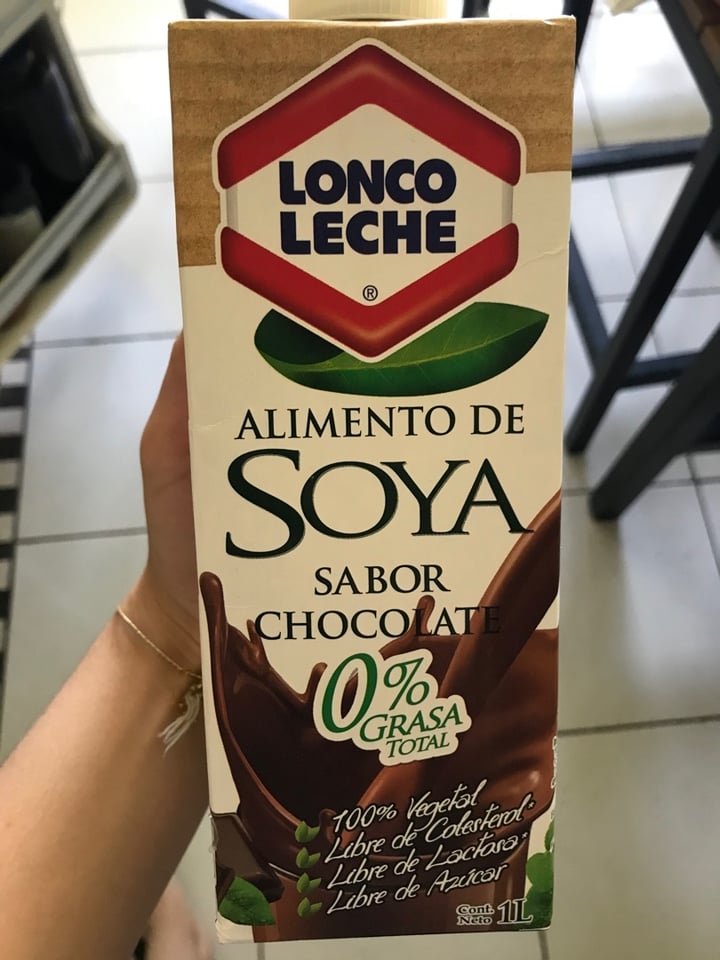 LONCO
LECHE
®
ALIMENTO DE
SOYA
SABOR
CHOCOLATE
0%
GRASA
TOTAL
100% Vegetal
Libre de Colesterol*
Libre de Lactosa*
Libre de Azúcar
Cont.
Neto 1L